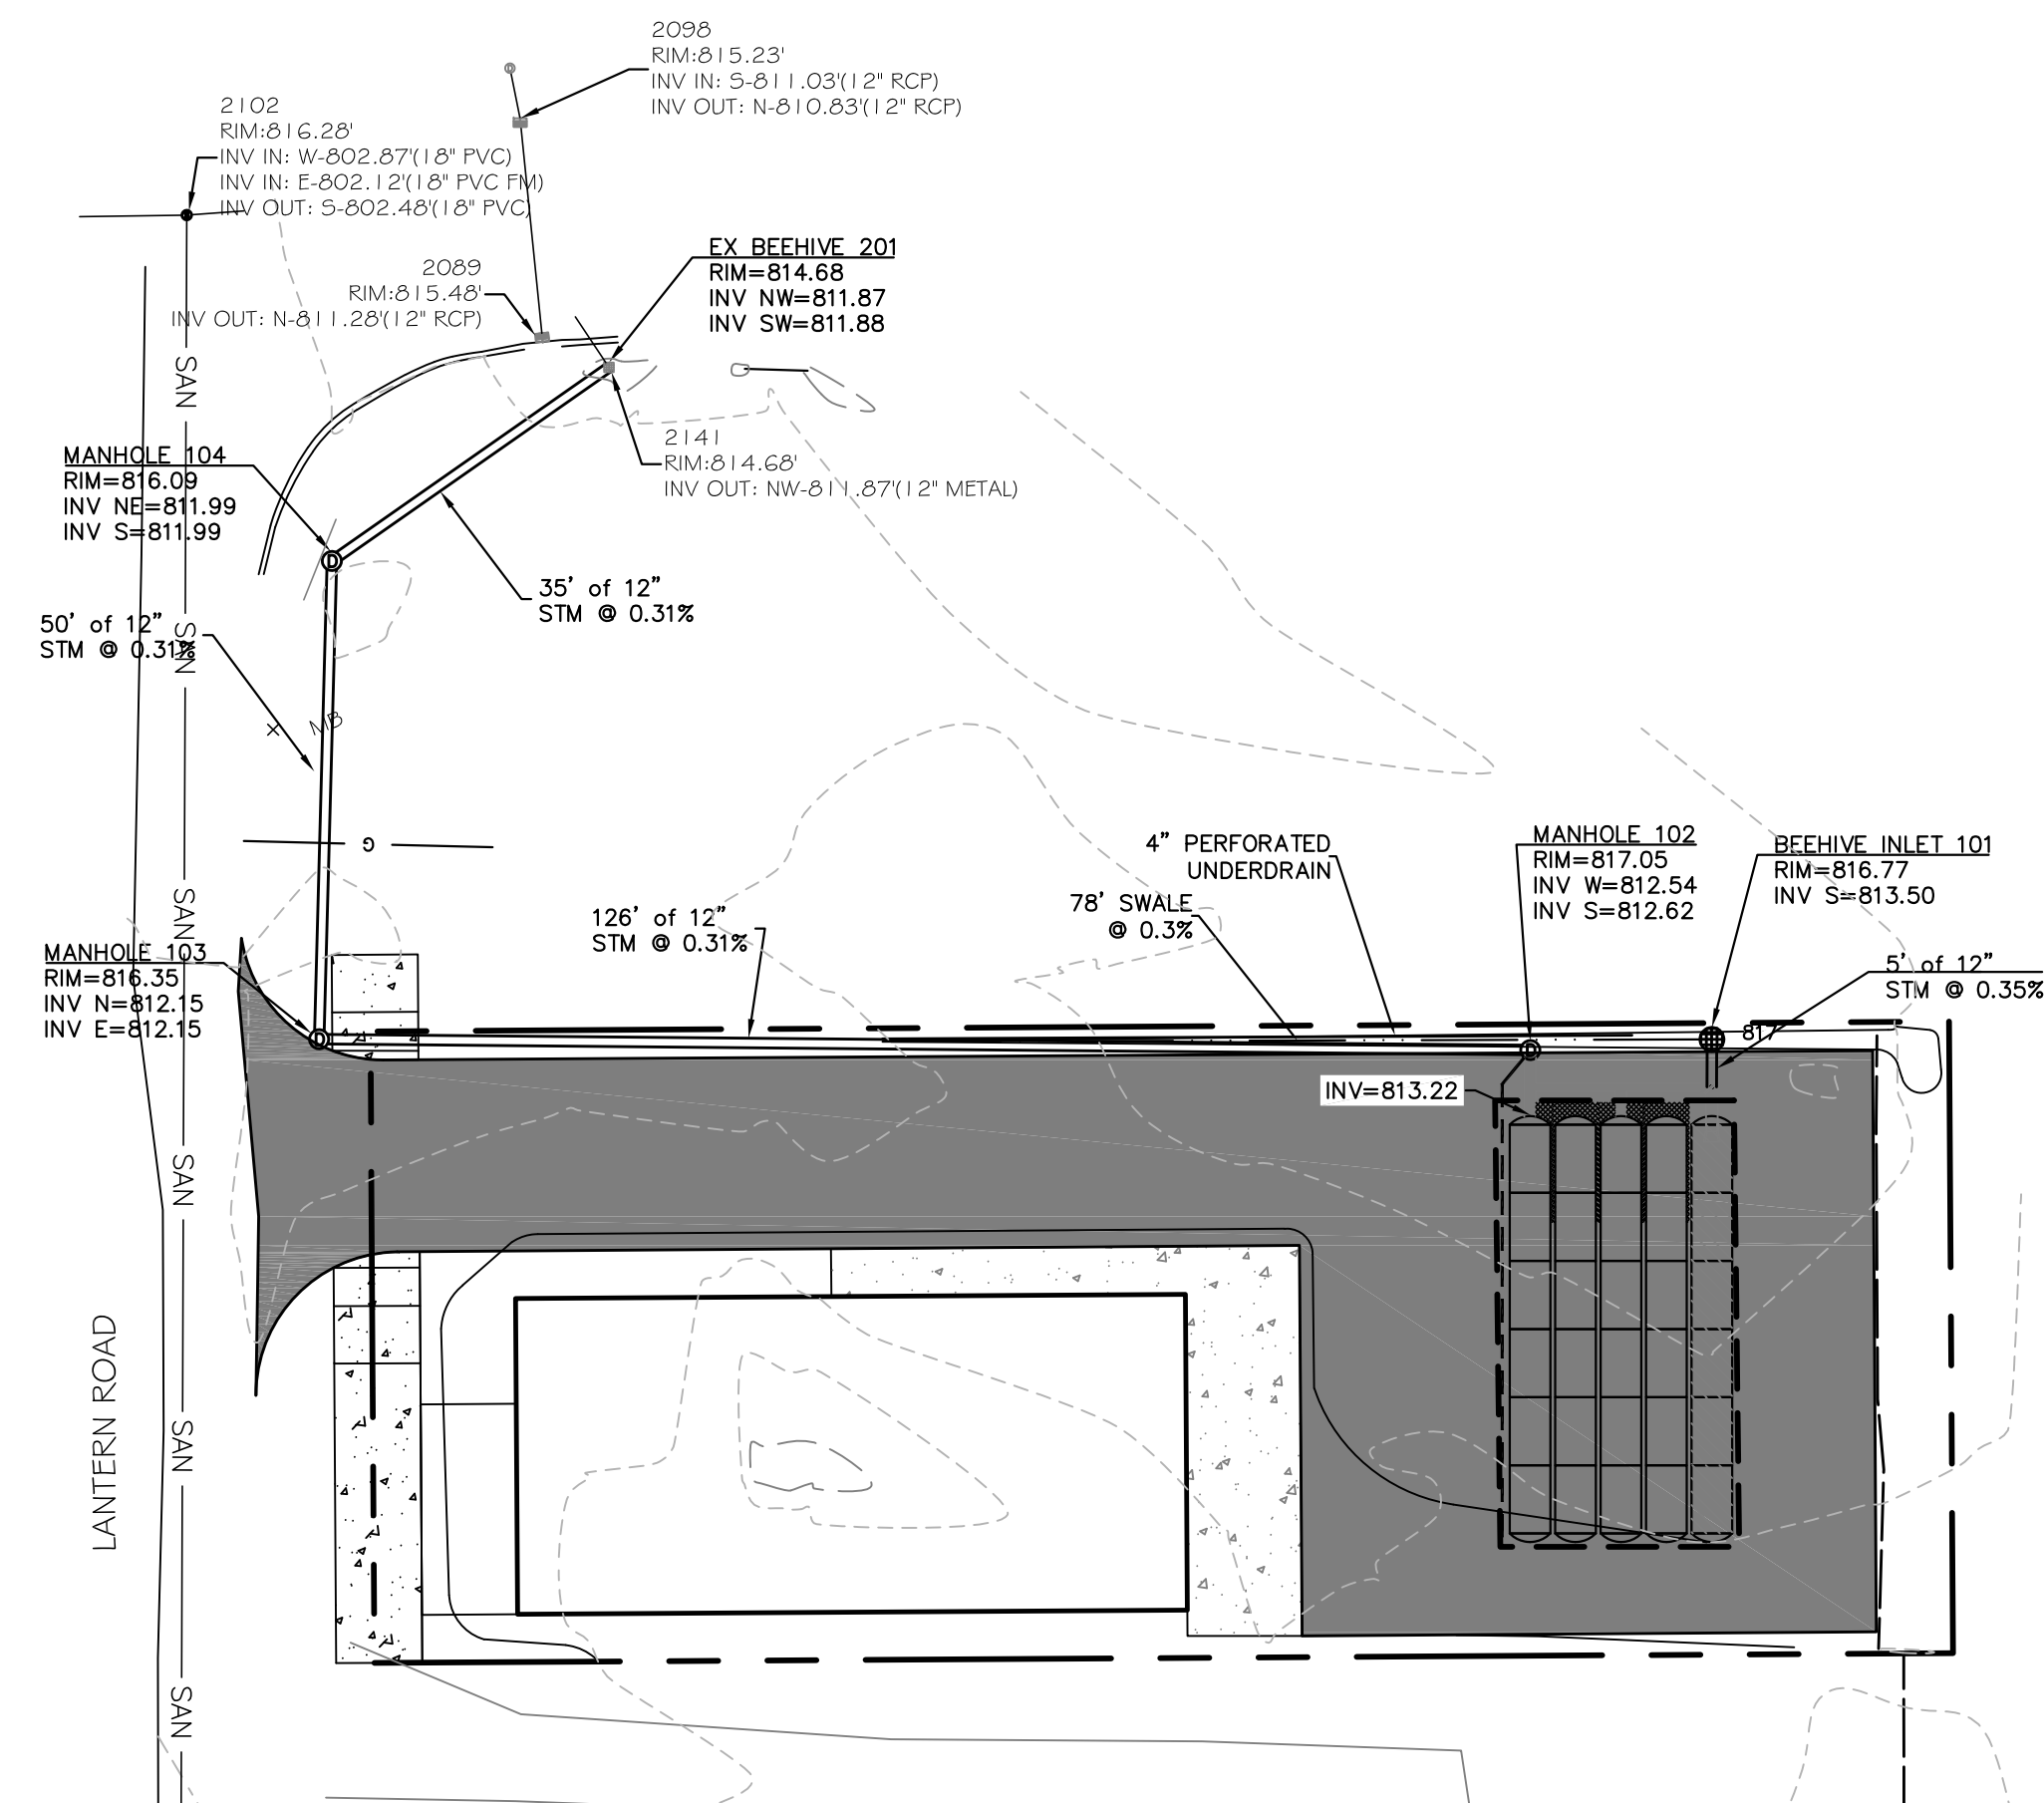 2098
RIM:815.23'
INV IN: S-811.03'(12" RCP)
INV OUT: N-810.83'(12" RCP)
2102
RIM:816.28'
INV IN: W-802.87'(18" PVC)
INV IN: E-802.12'(18" PVC FM)
INV OUT: S-802.48'(18" PVC)
EX BEEHIVE 201
RIM=814.68
INV NW=811.87
INV SW=811.88
2089
RIM:815.48'
INV OUT: N-811.28'(12" RCP)
SAN
2141
RIM:814.68'
INV OUT: NW-811.87'(12" METAL)
MANHOLE 104
RIM=816.09
INV NE=811.99
INV S=811.99
D
35' of 12"
STM @ 0.31%
50' of 12"
STM @ 0.31%
SAN
MB
G
4" PERFORATED
UNDERDRAIN
MANHOLE 102
RIM=817.05
INV W=812.54
INV S=812.62
BEEHIVE INLET 101
RIM=816.77
INV S=813.50
78' SWALE
@ 0.3%
126' of 12"
STM @ 0.31%
SAN
MANHOLE 103
RIM=816.35
INV N=812.15
INV E=812.15
5' of 12"
STM @ 0.35%
D
D
817
INV=813.22
SAN
LANTERN ROAD
SAN
SAN